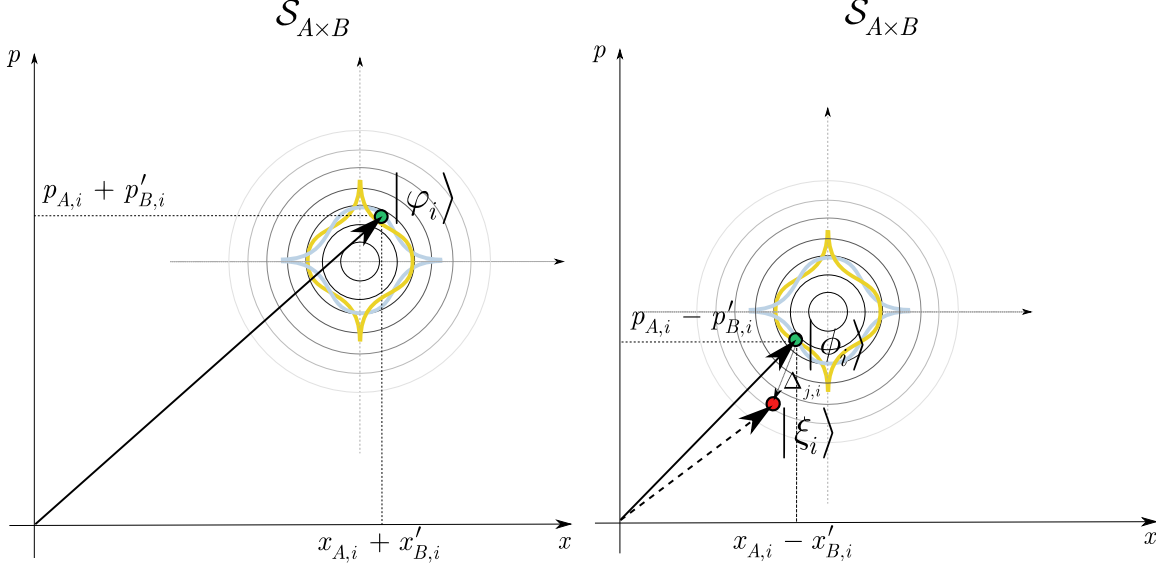 𝒮_{A×B}
p
p_{A,i} + p′_{B,i}
|φ_i⟩
x_{A,i} + x′_{B,i}
x
𝒮_{A×B}
p
p_{A,i} − p′_{B,i}
|ϕ_i⟩
Δ_{j,i}
|ξ_i⟩
x_{A,i} − x′_{B,i}
x